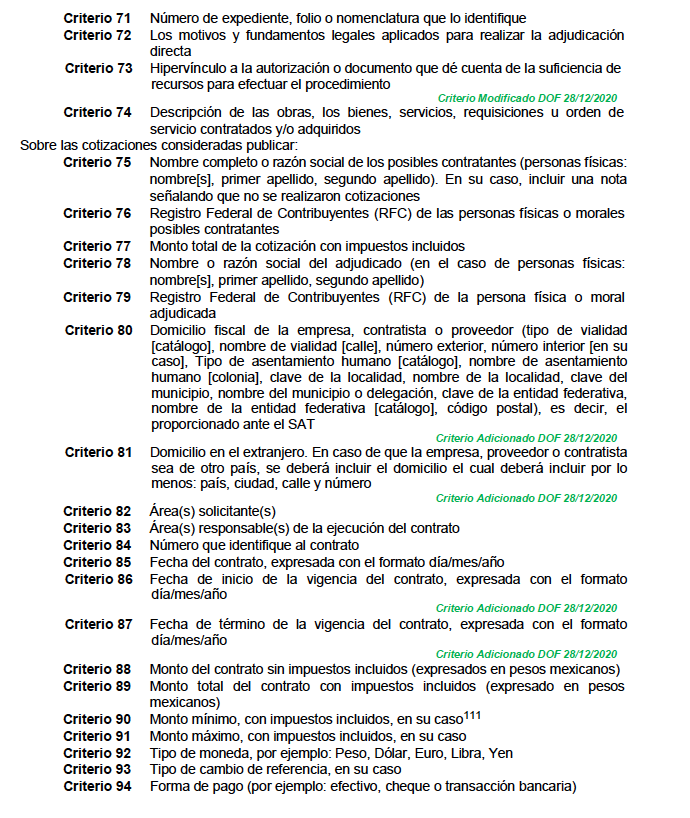 Criterio 71 Número de expediente, folio o nomenclatura que lo identifique
Criterio 72 Los motivos y fundamentos legales aplicados para realizar la adjudicación
directa
Criterio 73 Hipervínculo a la autorización o documento que dé cuenta de la suficiencia de
recursos para efectuar el procedimiento
Criterio Modificado DOF 28/12/2020
Criterio 74 Descripción de las obras, los bienes, servicios, requisiciones u orden de
servicio contratados y/o adquiridos
Sobre las cotizaciones consideradas publicar:
Criterio 75 Nombre completo o razón social de los posibles contratantes (personas físicas:
nombre[s], primer apellido, segundo apellido). En su caso, incluir una nota
señalando que no se realizaron cotizaciones
Criterio 76 Registro Federal de Contribuyentes (RFC) de las personas físicas o morales
posibles contratantes
Criterio 77 Monto total de la cotización con impuestos incluidos
Criterio 78 Nombre o razón social del adjudicado (en el caso de personas físicas:
nombre[s], primer apellido, segundo apellido)
Criterio 79 Registro Federal de Contribuyentes (RFC) de la persona física o moral
adjudicada
Criterio 80 Domicilio fiscal de la empresa, contratista o proveedor (tipo de vialidad
[catálogo], nombre de vialidad [calle], número exterior, número interior [en su
caso], Tipo de asentamiento humano [catálogo], nombre de asentamiento
humano [colonia], clave de la localidad, nombre de la localidad, clave del
municipio, nombre del municipio o delegación, clave de la entidad federativa,
nombre de la entidad federativa [catálogo], código postal), es decir, el
proporcionado ante el SAT
Criterio Adicionado DOF 28/12/2020
Criterio 81 Domicilio en el extranjero. En caso de que la empresa, proveedor o contratista
sea de otro país, se deberá incluir el domicilio el cual deberá incluir por lo
menos: país, ciudad, calle y número
Criterio Adicionado DOF 28/12/2020
Criterio 82 Área(s) solicitante(s)
Criterio 83 Área(s) responsable(s) de la ejecución del contrato
Criterio 84 Número que identifique al contrato
Criterio 85 Fecha del contrato, expresada con el formato día/mes/año
Criterio 86 Fecha de inicio de la vigencia del contrato, expresada con el formato
día/mes/año
Criterio Adicionado DOF 28/12/2020
Criterio 87 Fecha de término de la vigencia del contrato, expresada con el formato
día/mes/año
Criterio Adicionado DOF 28/12/2020
Criterio 88 Monto del contrato sin impuestos incluidos (expresados en pesos mexicanos)
Criterio 89 Monto total del contrato con impuestos incluidos (expresado en pesos
mexicanos)
Criterio 90 Monto mínimo, con impuestos incluidos, en su caso111
Criterio 91 Monto máximo, con impuestos incluidos, en su caso
Criterio 92 Tipo de moneda, por ejemplo: Peso, Dólar, Euro, Libra, Yen
Criterio 93 Tipo de cambio de referencia, en su caso
Criterio 94 Forma de pago (por ejemplo: efectivo, cheque o transacción bancaria)